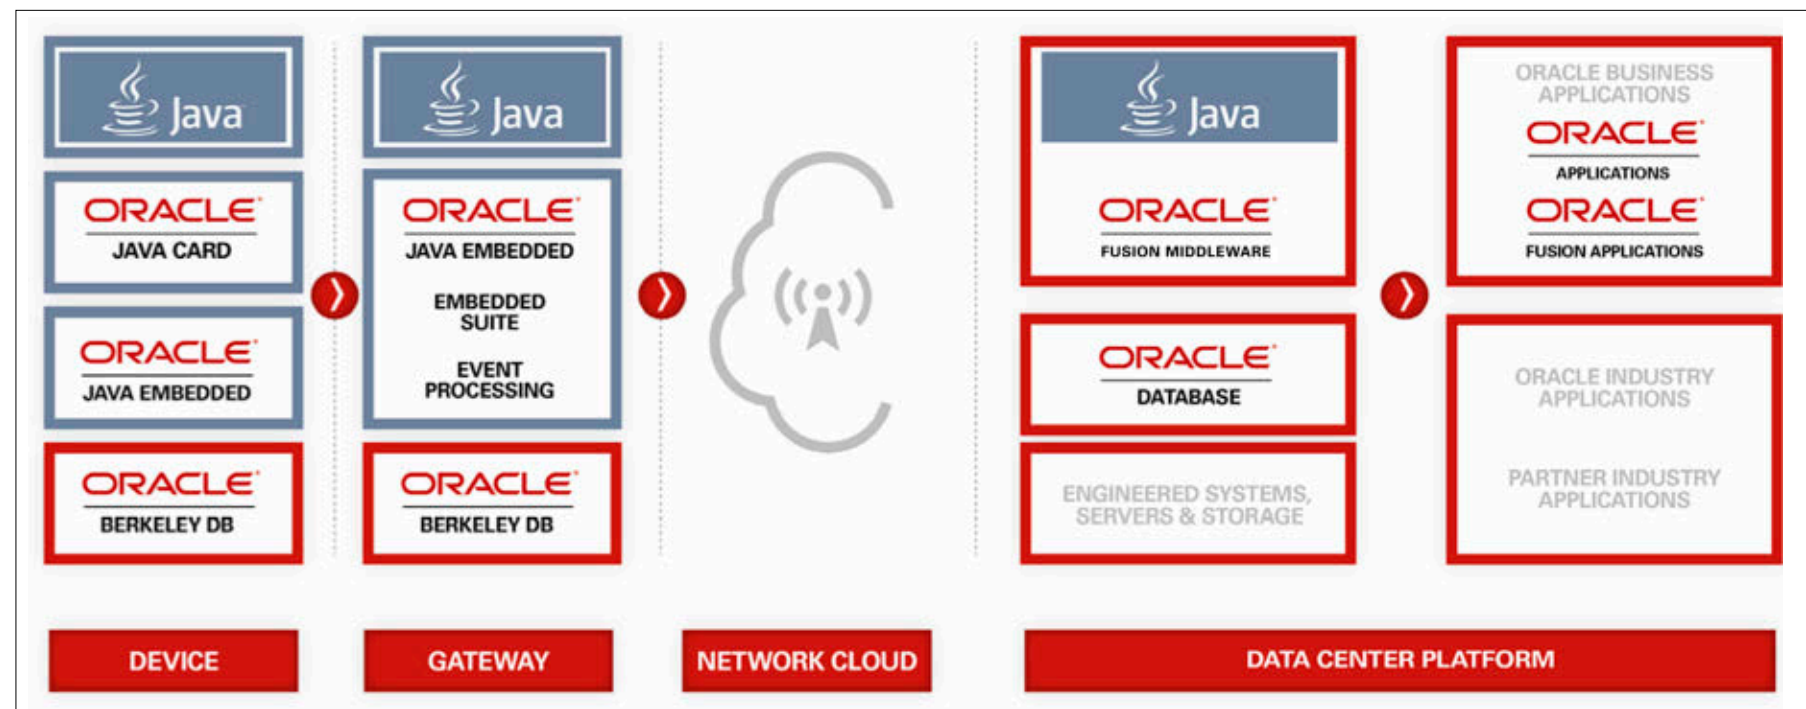 Java
ORACLE
JAVA CARD
ORACLE
JAVA EMBEDDED
ORACLE
BERKELEY DB
DEVICE
Java
ORACLE
JAVA EMBEDDED
EMBEDDED
SUITE
EVENT
PROCESSING
ORACLE
BERKELEY DB
GATEWAY
NETWORK CLOUD
Java
ORACLE
FUSION MIDDLEWARE
ORACLE
DATABASE
ENGINEERED SYSTEMS,
SERVERS & STORAGE
ORACLE BUSINESS
APPLICATIONS
ORACLE
APPLICATIONS
ORACLE
FUSION APPLICATIONS
ORACLE INDUSTRY
APPLICATIONS
PARTNER INDUSTRY
APPLICATIONS
DATA CENTER PLATFORM